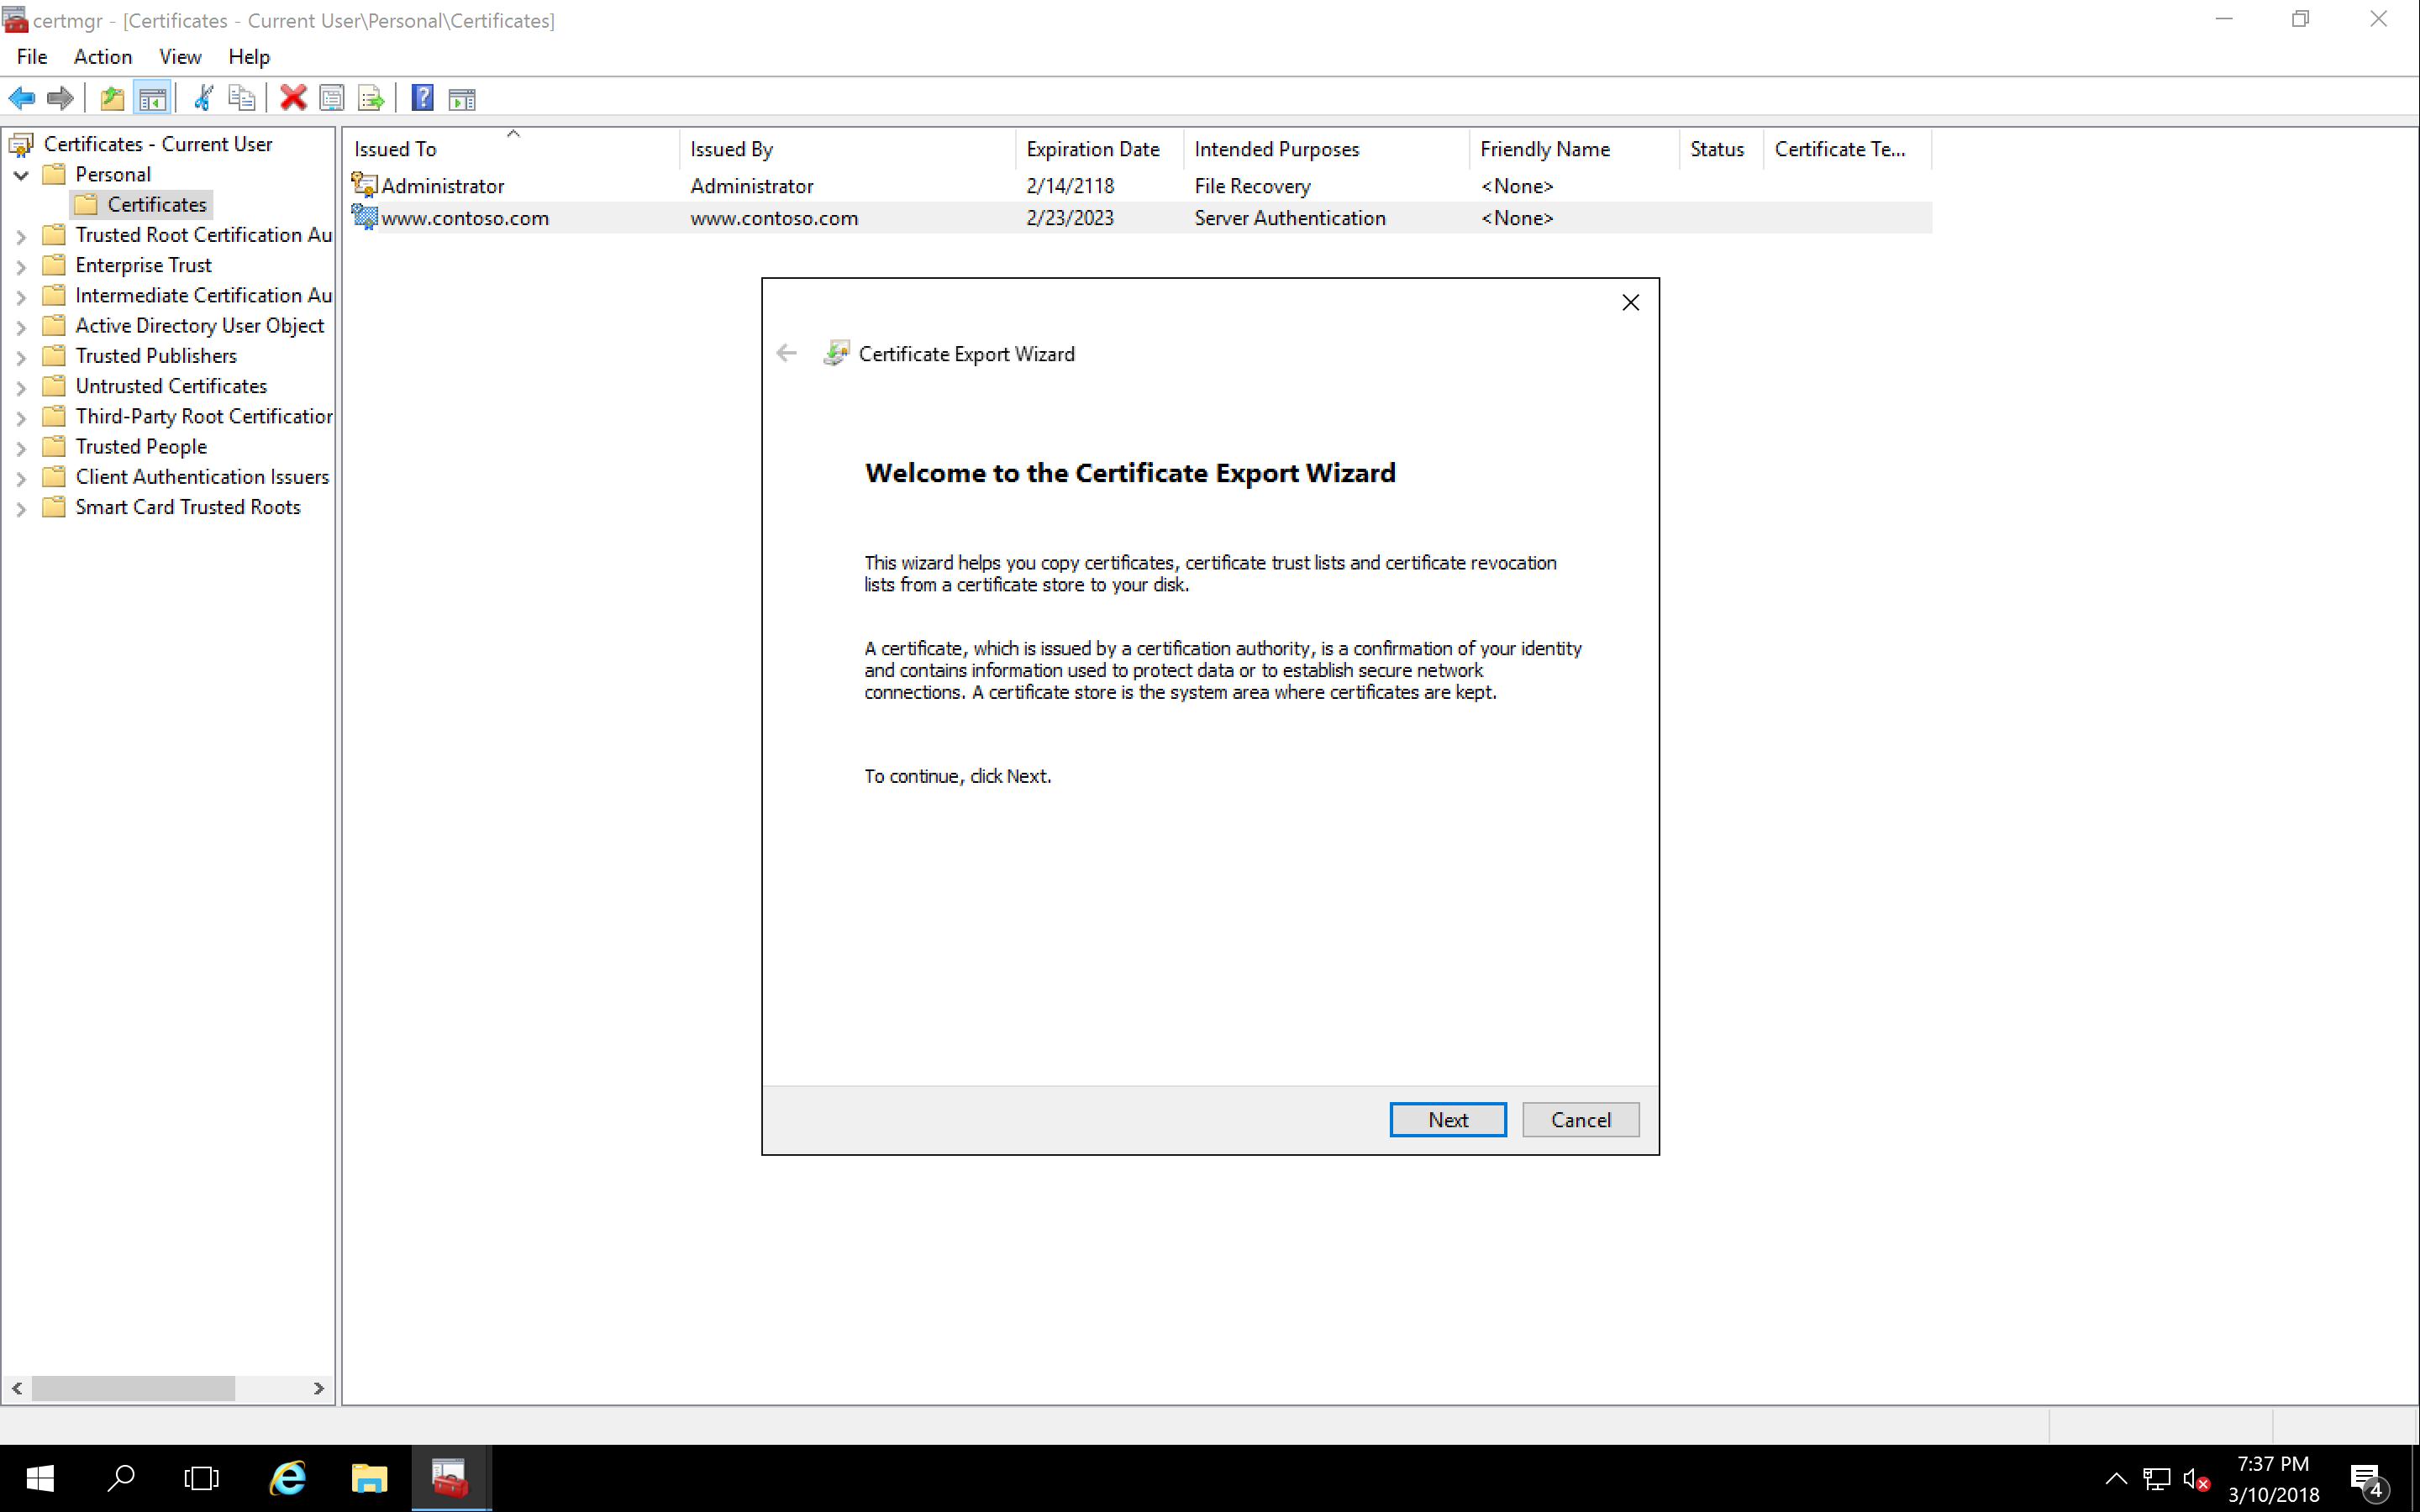 certmgr - [Certificates - Current User\Personal\Certificates]
File Action View Help
Certificates - Current User
Personal
Certificates
Trusted Root Certification Au
Enterprise Trust
Intermediate Certification Au
Active Directory User Object
Trusted Publishers
Untrusted Certificates
Third-Party Root Certification
Trusted People
Client Authentication Issuers
Smart Card Trusted Roots
Issued To Issued By Expiration Date Intended Purposes Friendly Name Status Certificate Te...
Administrator Administrator 2/14/2118 File Recovery <None>
www.contoso.com www.contoso.com 2/23/2023 Server Authentication <None>
Certificate Export Wizard
Welcome to the Certificate Export Wizard
This wizard helps you copy certificates, certificate trust lists and certificate revocation
lists from a certificate store to your disk.
A certificate, which is issued by a certification authority, is a confirmation of your identity
and contains information used to protect data or to establish secure network
connections. A certificate store is the system area where certificates are kept.
To continue, click Next.
Next Cancel
7:37 PM
3/10/2018
4